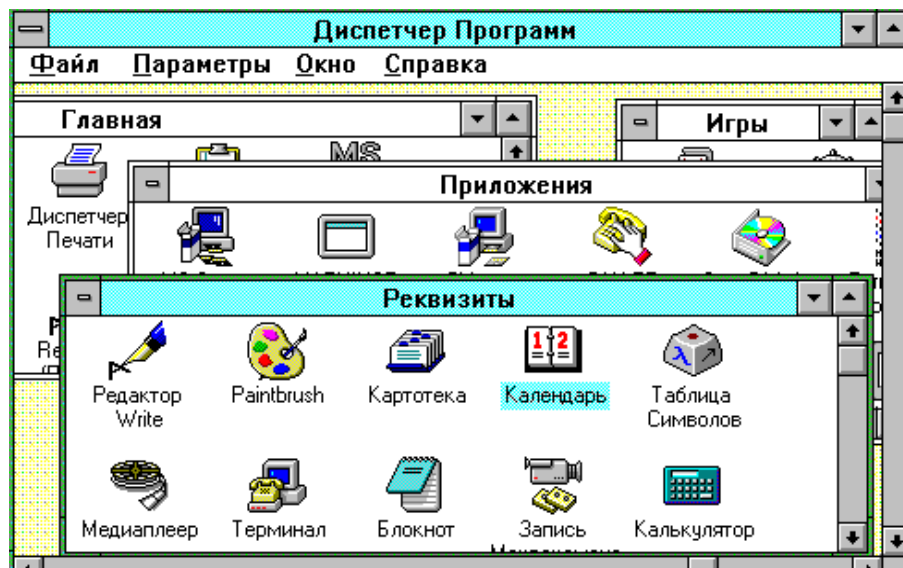 Диспетчер Программ
Файл Параметры Окно Справка
Главная
Игры
MS
Приложения
Диспетчер
Печати
Реквизиты
Редактор
Write
Paintbrush
Картотека
Календарь
Таблица
Символов
Медиаплеер
Терминал
Блокнот
Запись
Калькулятор